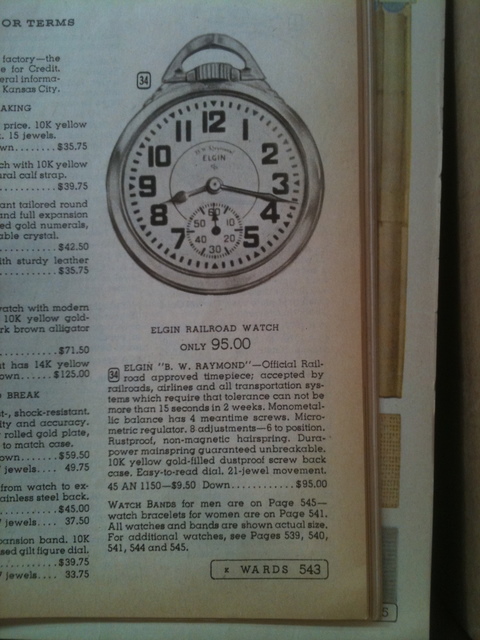 OR TERMS
factory—the
e for Credit.
eral informa-
Kansas City.
AKING
price. 10K yellow
. 15 jewels.
wn....... $35.75
ch with 10K yellow
ural calf strap.
......... $39.75
ant tailored round
and full expansion
ed gold numerals,
able crystal.
......... $42.50
ith sturdy leather
......... $35.75
watch with modern
10K yellow gold-
rk brown alligator
......... $71.50
t has 14K yellow
own...... $125.00
BREAK
t-, shock-resistant.
ity and accuracy.
rolled gold plate,
to match case.
own...... $59.50
jewels.... 49.75
from watch to ex-
ainless steel back.
......... $45.00
jewels.... 37.50
xpansion band. 10K
sed gilt figure dial.
......... $39.75
jewels.... 33.75
34
12
1
2
3
4
5
7
8
9
10
11
ELGIN
60
10
20
30
40
50
ELGIN RAILROAD WATCH
ONLY 95.00
34 ELGIN "B. W. RAYMOND"—Official Rail-
road approved timepiece; accepted by
railroads, airlines and all transportation sys-
tems which require that tolerance can not be
more than 15 seconds in 2 weeks. Monometal-
lic balance has 4 meantime screws. Micro-
metric regulator. 8 adjustments—6 to position.
Rustproof, non-magnetic hairspring. Dura-
power mainspring guaranteed unbreakable.
10K yellow gold-filled dustproof screw back
case. Easy-to-read dial. 21-jewel movement.
45 AN 1150—$9.50 Down........... $95.00
WATCH BANDS for men are on Page 545—
watch bracelets for women are on Page 541.
All watches and bands are shown actual size.
For additional watches, see Pages 539, 540,
541, 544 and 545.
WARDS 543
5